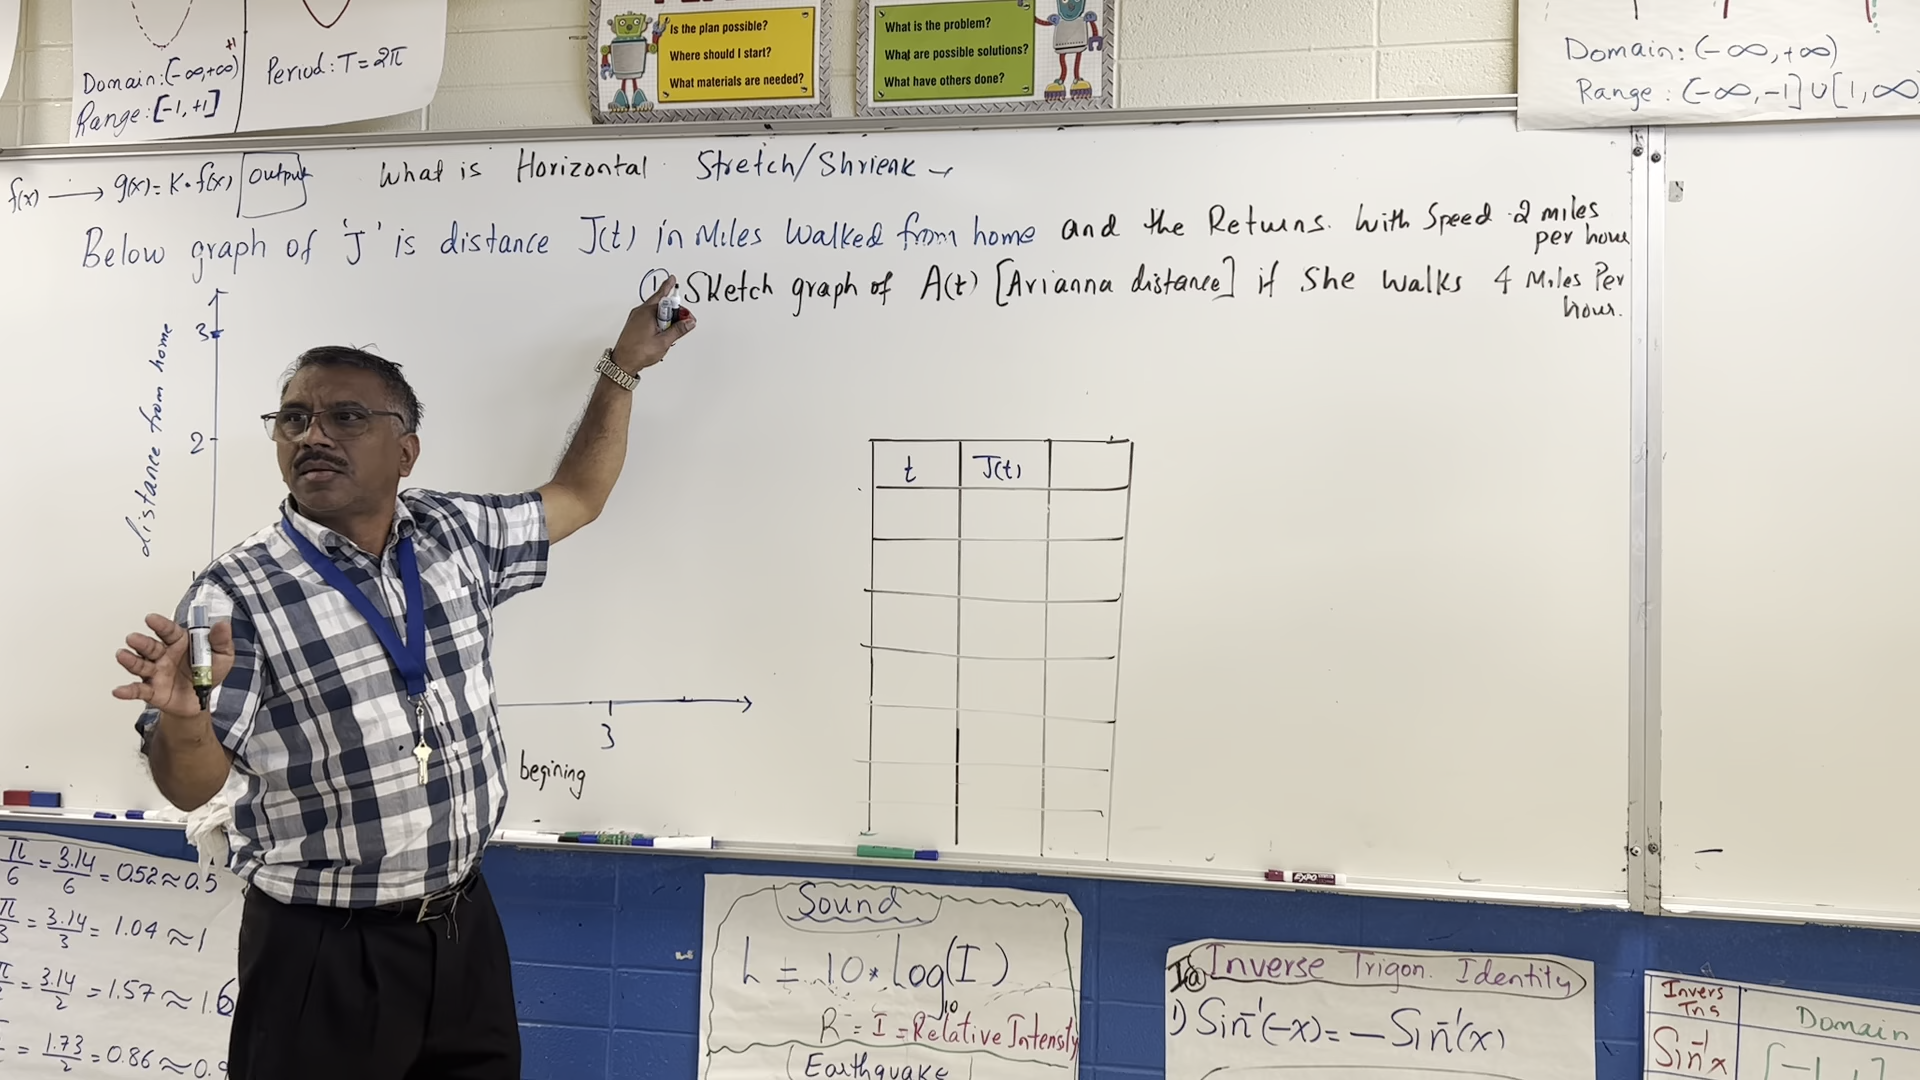 Domain: (-∞,+∞)
Range: [-1,+1]
+1
Period: T = 2π
Is the plan possible?
Where should I start?
What materials are needed?
What is the problem?
What are possible solutions?
What have others done?
Domain: (-∞,+∞)
Range: (-∞,-1]∪[1,∞
f(x) → g(x)= K·f(x) output
What is Horizontal Stretch/Shrienk
Below graph of 'J' is distance J(t) in Miles Walked from home and the Returns. With Speed 2 miles
per hour
① Sketch graph of A(t) [Arianna distance] if She walks 4 Miles Per
hour.
distance from home
3
2
3
begining
t J(t)
π/6 = 3.14/6 = 0.52 ≈ 0.5
π/3 = 3.14/3 = 1.04 ≈ 1
= 3.14/2 = 1.57 ≈ 1.6
= 1.73/2 = 0.86 ≈ 0.
Sound
L = 10 * log₁₀(I)
R = I = Relative Intensity
Earthquake
Inverse Trigon. Identity
1) Sin⁻¹(-x) = - Sin⁻¹(x)
Invers
Domain
Sin⁻¹x